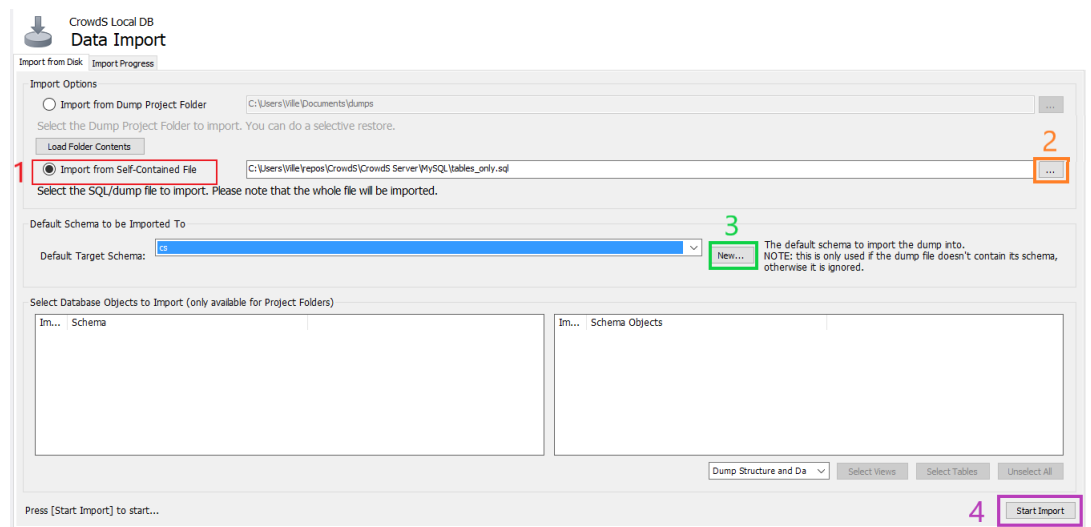 CrowdS Local DB
Data Import
Import from Disk Import Progress
Import Options
Import from Dump Project Folder C:\Users\Ville\Documents\dumps ...
Select the Dump Project Folder to import. You can do a selective restore.
Load Folder Contents
2
1 Import from Self-Contained File C:\Users\Ville\repos\CrowdS\CrowdS Server\MySQL\tables_only.sql ...
Select the SQL/dump file to import. Please note that the whole file will be imported.
Default Schema to be Imported To
3
Default Target Schema: cs New...
The default schema to import the dump into.
NOTE: this is only used if the dump file doesn't contain its schema,
otherwise it is ignored.
Select Database Objects to Import (only available for Project Folders)
Im... Schema Im... Schema Objects
Dump Structure and Da Select Views Select Tables Unselect All
Press [Start Import] to start... 4 Start Import